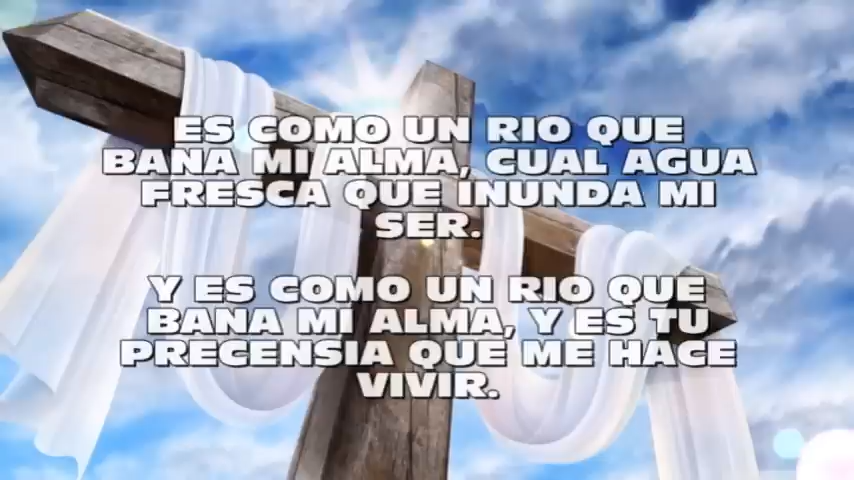 ES COMO UN RIO QUE
BANA MI ALMA, CUAL AGUA
FRESCA QUE INUNDA MI
SER.
Y ES COMO UN RIO QUE
BANA MI ALMA, Y ES TU
PRECENSIA QUE ME HACE
VIVIR.